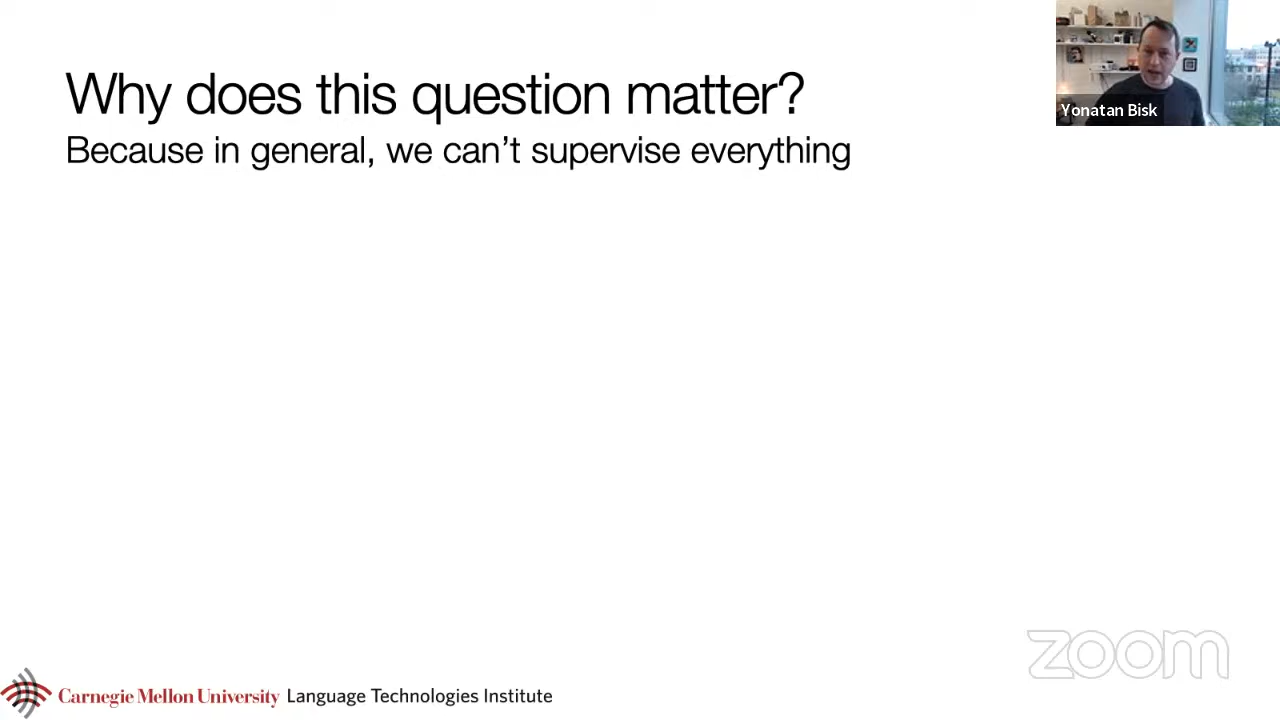 Why does this question matter?
Because in general, we can't supervise everything
Yonatan Bisk
zoom
Carnegie Mellon University Language Technologies Institute